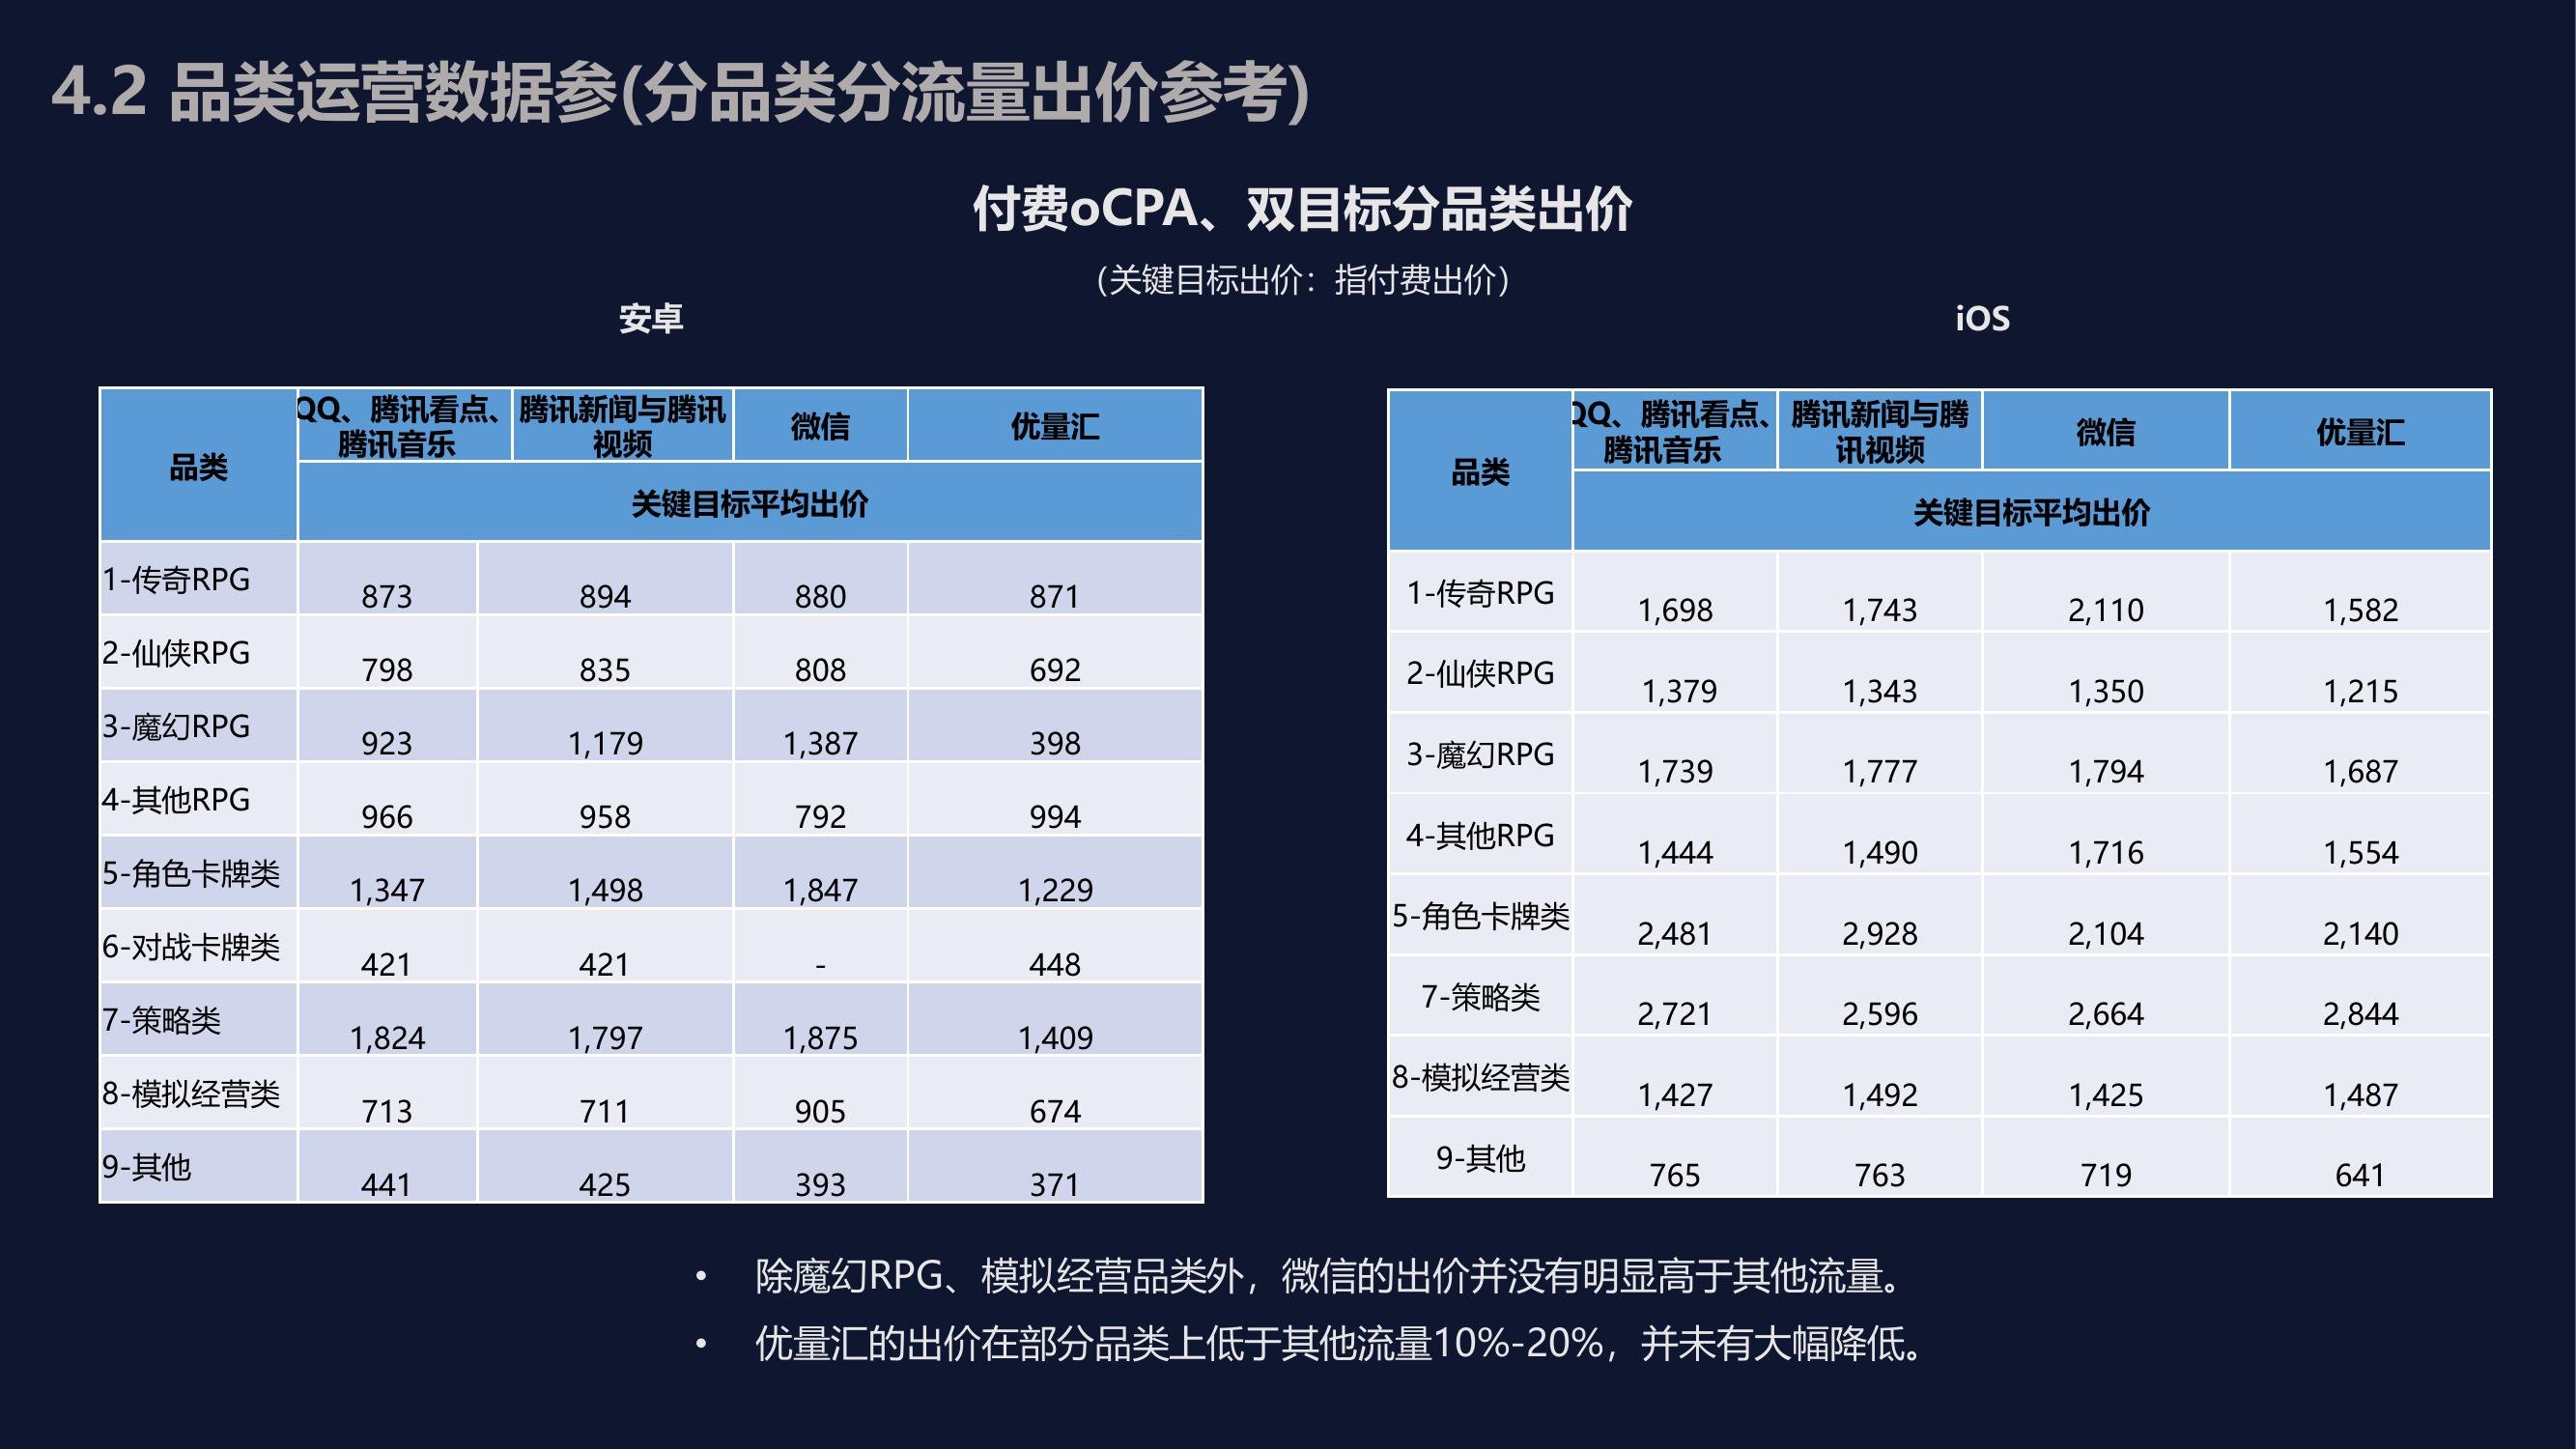 4.2 品类运营数据参(分品类分流量出价参考)
付费oCPA、双目标分品类出价
(关键目标出价：指付费出价)
安卓
品类 QQ、腾讯看点、腾讯音乐 腾讯新闻与腾讯视频 微信 优量汇
关键目标平均出价
1-传奇RPG 873 894 880 871
2-仙侠RPG 798 835 808 692
3-魔幻RPG 923 1,179 1,387 398
4-其他RPG 966 958 792 994
5-角色卡牌类 1,347 1,498 1,847 1,229
6-对战卡牌类 421 421 - 448
7-策略类 1,824 1,797 1,875 1,409
8-模拟经营类 713 711 905 674
9-其他 441 425 393 371
iOS
品类 QQ、腾讯看点、腾讯音乐 腾讯新闻与腾讯视频 微信 优量汇
关键目标平均出价
1-传奇RPG 1,698 1,743 2,110 1,582
2-仙侠RPG 1,379 1,343 1,350 1,215
3-魔幻RPG 1,739 1,777 1,794 1,687
4-其他RPG 1,444 1,490 1,716 1,554
5-角色卡牌类 2,481 2,928 2,104 2,140
7-策略类 2,721 2,596 2,664 2,844
8-模拟经营类 1,427 1,492 1,425 1,487
9-其他 765 763 719 641
• 除魔幻RPG、模拟经营品类外，微信的出价并没有明显高于其他流量。
• 优量汇的出价在部分品类上低于其他流量10%-20%，并未有大幅降低。